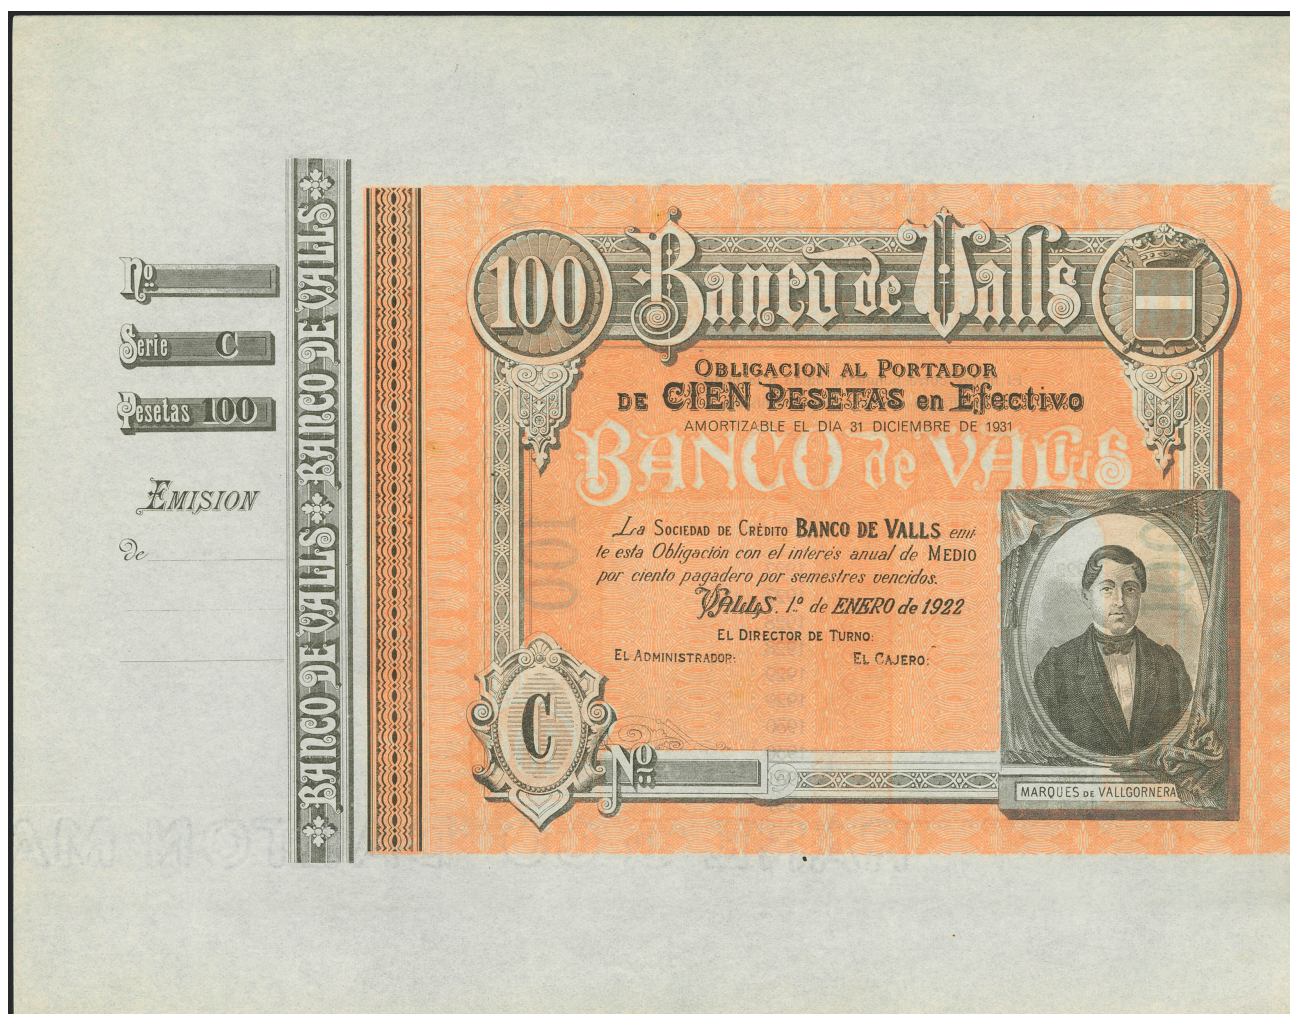 Nº
Serie C
Pesetas 100
EMISION
de
BANCO DE VALLS BANCO DE VALLS
100 Banco de Valls
OBLIGACION AL PORTADOR
DE CIEN PESETAS en Efectivo
AMORTIZABLE EL DIA 31 DICIEMBRE DE 1931
BANCO de VALLS
La SOCIEDAD DE CRÉDITO BANCO DE VALLS emi
te esta Obligación con el interés anual de MEDIO
por ciento pagadero por semestres vencidos.
VALLS. 1.º de ENERO de 1922
EL DIRECTOR DE TURNO:
EL ADMINISTRADOR: EL CAJERO:
C
Nº
MARQUES DE VALLGORNERA
100
100